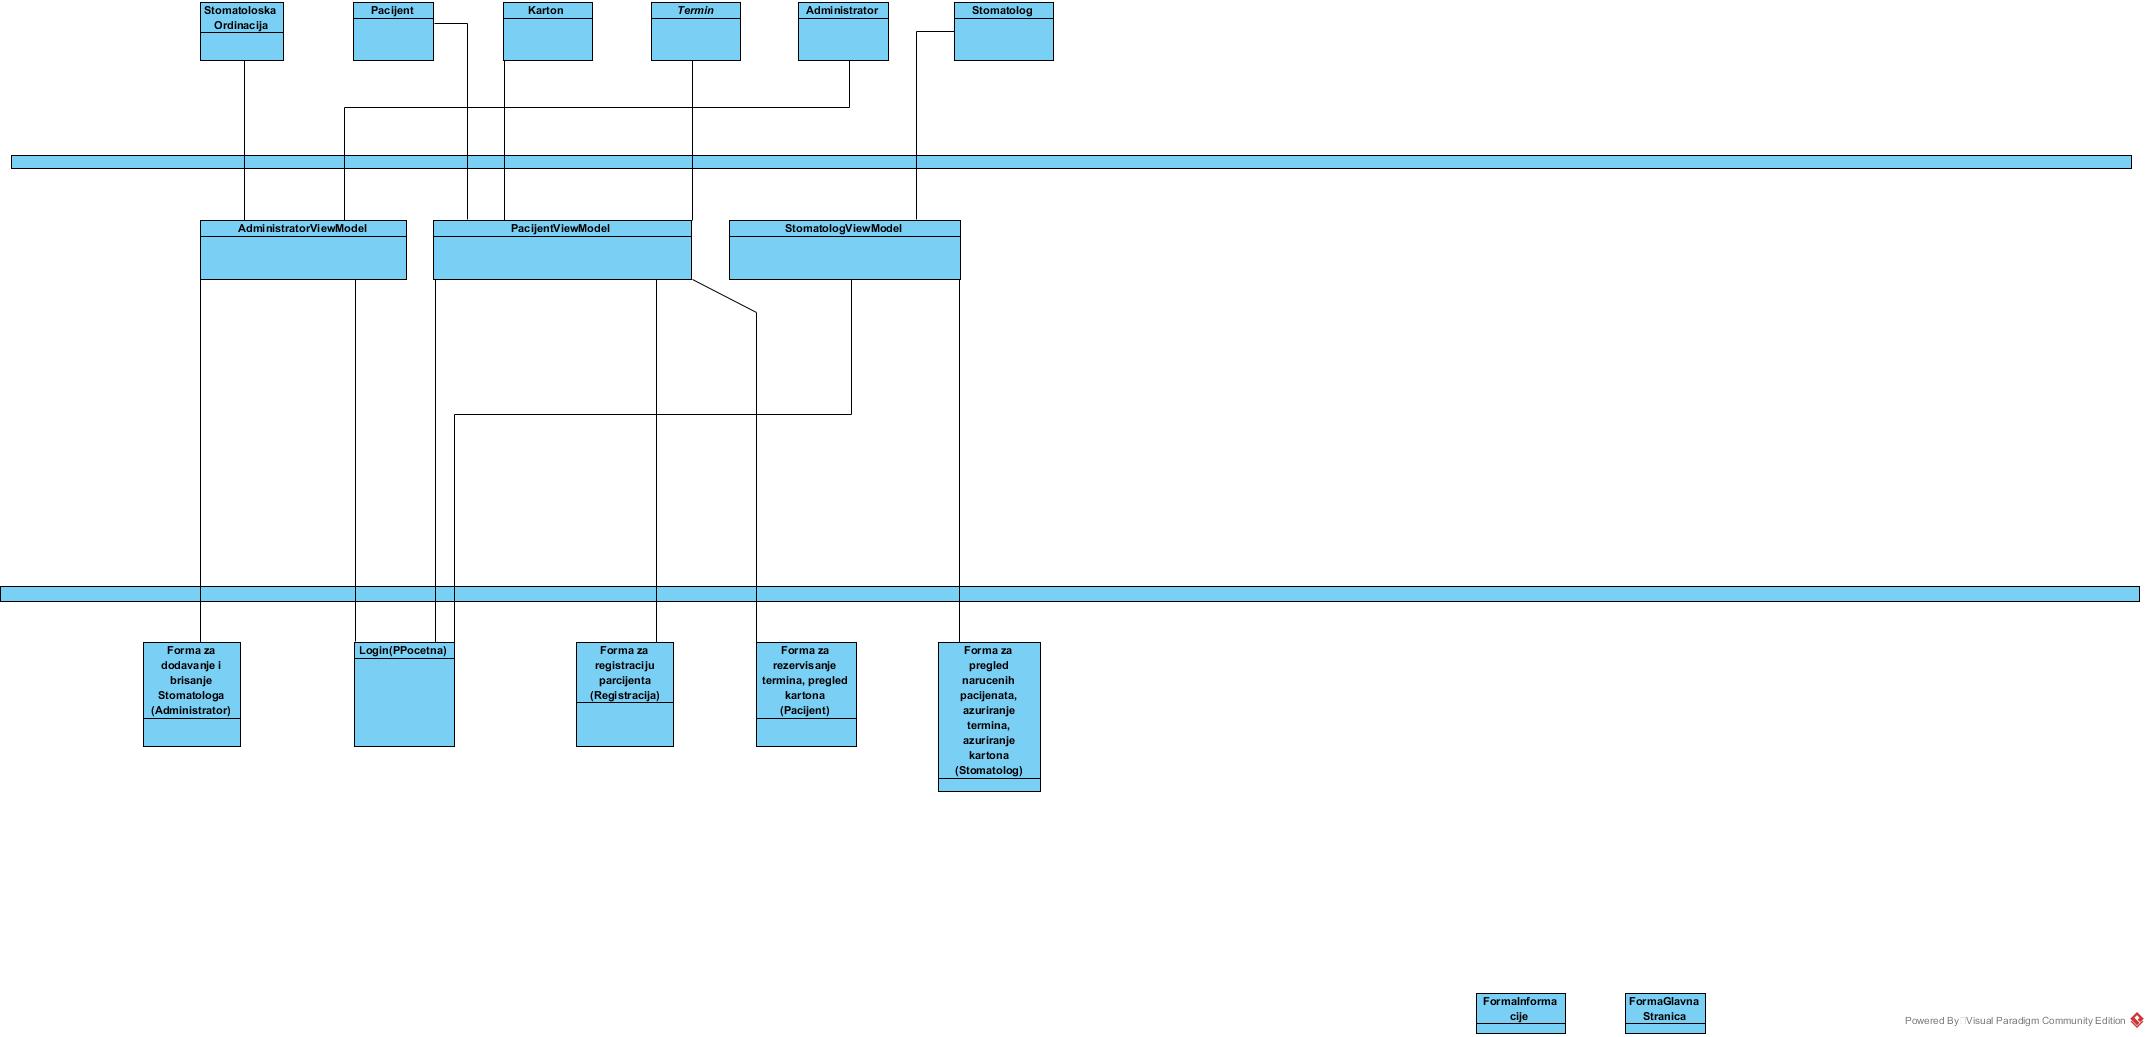 Stomatoloska
Ordinacija
Pacijent
Karton
Termin
Administrator
Stomatolog
AdministratorViewModel
PacijentViewModel
StomatologViewModel
Forma za
dodavanje i
brisanje
Stomatologa
(Administrator)
Login(PPocetna)
Forma za
registraciju
parcijenta
(Registracija)
Forma za
rezervisanje
termina, pregled
kartona
(Pacijent)
Forma za
pregled
narucenih
pacijenata,
azuriranje
termina,
azuriranje
kartona
(Stomatolog)
FormaInforma
cije
FormaGlavna
Stranica
Powered By Visual Paradigm Community Edition